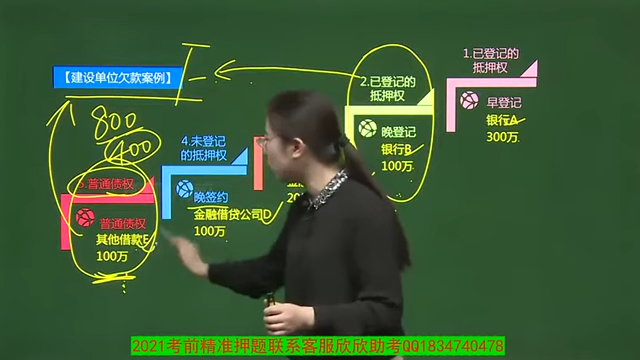 【建设单位欠款案例】
800
400
1.已登记的
抵押权
早登记
银行A
300万
2.已登记的
抵押权
晚登记
银行B
100万
4.未登记
的抵押权
晚签约
金融借贷公司D
100万
5.普通债权
普通债权
其他借款E
100万
2021考前精准押题联系客服欣欣助考QQ1834740478